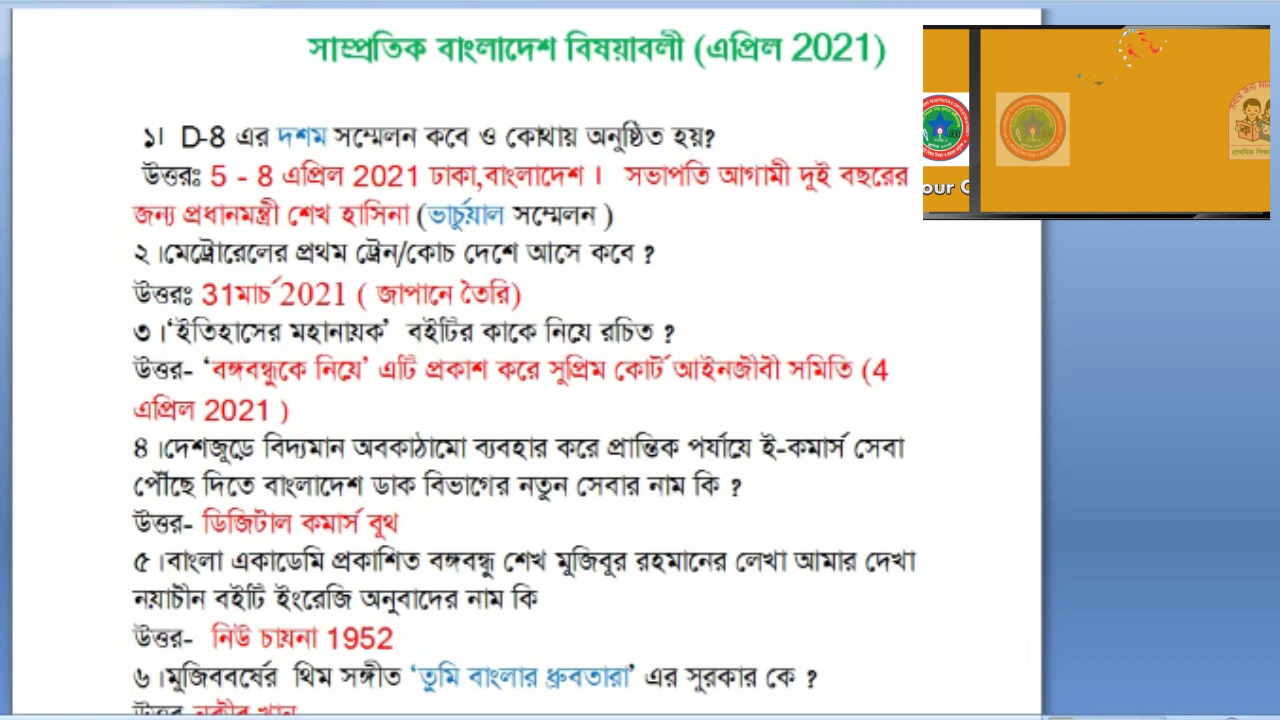 সাম্প্রতিক বাংলাদেশ বিষয়াবলী (এপ্রিল 2021)
১। D-8 এর দশম সম্মেলন কবে ও কোথায় অনুষ্ঠিত হয়?
উত্তরঃ 5 - 8 এপ্রিল 2021 ঢাকা,বাংলাদেশ । সভাপতি আগামী দূই বছরের
জন্য প্রধানমন্ত্রী শেখ হাসিনা (ভার্চুয়াল সম্মেলন )
২।মেট্রোরেলের প্রথম ট্রেন/কোচ দেশে আসে কবে ?
উত্তরঃ 31মার্চ 2021 ( জাপানে তৈরি)
৩।‘ইতিহাসের মহানায়ক’ বইটির কাকে নিয়ে রচিত ?
উত্তর- ‘বঙ্গবন্ধুকে নিয়ে’ এটি প্রকাশ করে সুপ্রিম কোর্ট আইনজীবী সমিতি (4
এপ্রিল 2021 )
৪।দেশজূড়ে বিদ্যমান অবকাঠামো ব্যবহার করে প্রান্তিক পর্যায়ে ই-কমার্স সেবা
পৌঁছে দিতে বাংলাদেশ ডাক বিভাগের নতুন সেবার নাম কি ?
উত্তর- ডিজিটাল কমার্স বূথ
৫।বাংলা একাডেমি প্রকাশিত বঙ্গবন্ধু শেখ মূজিবূর রহমানের লেখা আমার দেখা
নয়াচীন বইটি ইংরেজি অনুবাদের নাম কি
উত্তর- নিউ চায়না 1952
৬।মূজিববর্ষের থিম সঙ্গীত ‘তুমি বাংলার ধ্রুবতারা’ এর সূরকার কে ?
উত্তর নকীব খান
our C